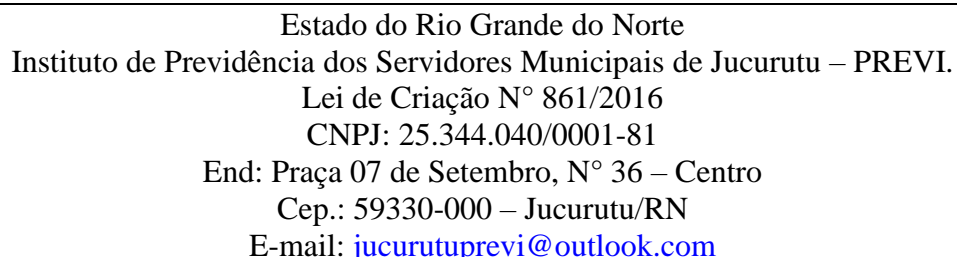 Estado do Rio Grande do Norte
Instituto de Previdência dos Servidores Municipais de Jucurutu – PREVI.
Lei de Criação N° 861/2016
CNPJ: 25.344.040/0001-81
End: Praça 07 de Setembro, N° 36 – Centro
Cep.: 59330-000 – Jucurutu/RN
E-mail: jucurutuprevi@outlook.com